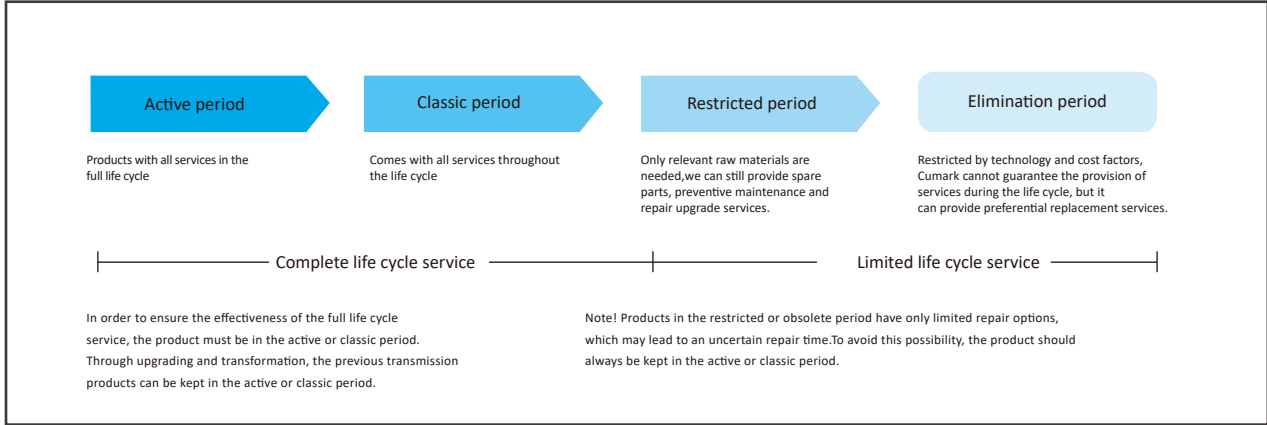 Active period
Classic period
Restricted period
Elimination period
Products with all services in the
full life cycle
Comes with all services throughout
the life cycle
Only relevant raw materials are
needed,we can still provide spare
parts, preventive maintenance and
repair upgrade services.
Restricted by technology and cost factors,
Cumark cannot guarantee the provision of
services during the life cycle, but it
can provide preferential replacement services.
Complete life cycle service
Limited life cycle service
In order to ensure the effectiveness of the full life cycle
service, the product must be in the active or classic period.
Through upgrading and transformation, the previous transmission
products can be kept in the active or classic period.
Note! Products in the restricted or obsolete period have only limited repair options,
which may lead to an uncertain repair time.To avoid this possibility, the product should
always be kept in the active or classic period.